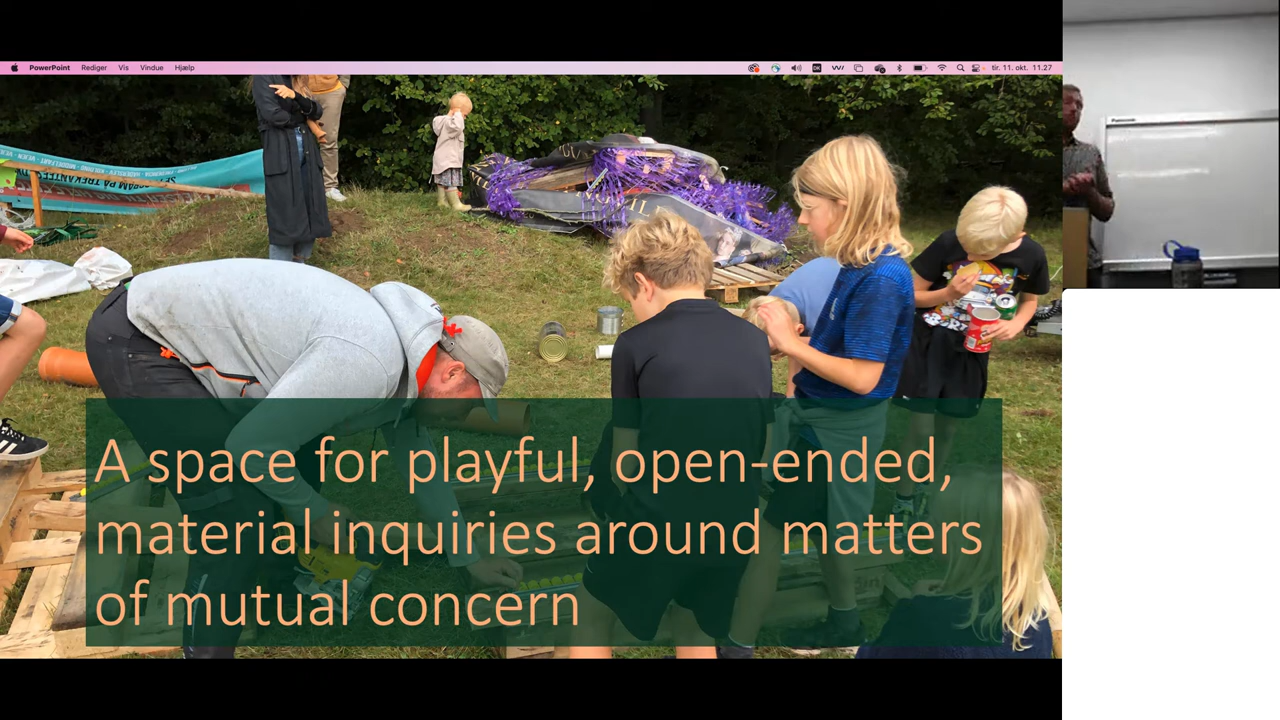 PowerPoint Rediger Vis Vindue Hjælp
tir. 11. okt. 11.27
Panasonic
A space for playful, open-ended,
material inquiries around matters
of mutual concern